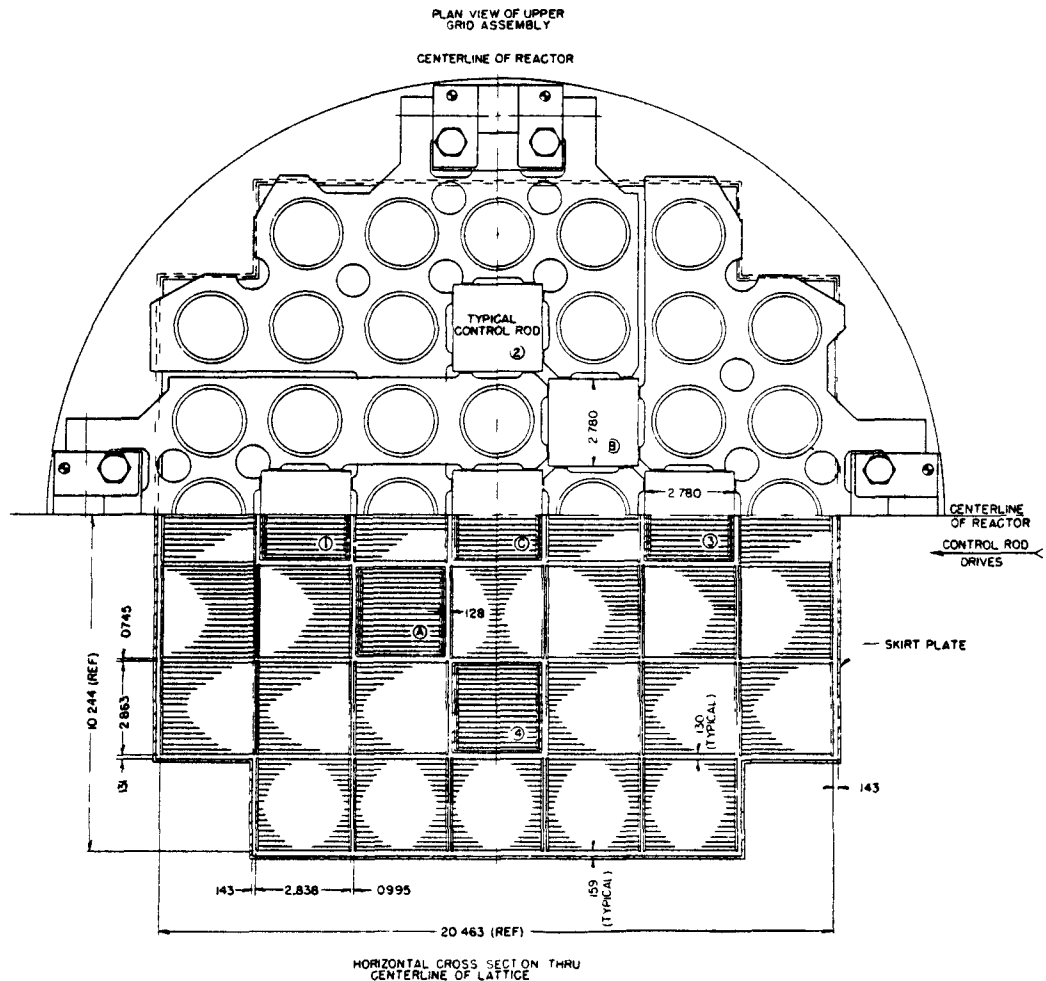 PLAN VIEW OF UPPER
GRID ASSEMBLY
CENTERLINE OF REACTOR
TYPICAL
CONTROL ROD
2
2 780
B
2 780
CENTERLINE
OF REACTOR
CONTROL ROD
DRIVES
1
C
3
128
A
0745
SKIRT PLATE
10 244 (REF)
2.863
4
130
(TYPICAL)
131
143
143
2.838
0995
159
(TYPICAL)
20 463 (REF)
HORIZONTAL CROSS SECTION THRU
CENTERLINE OF LATTICE